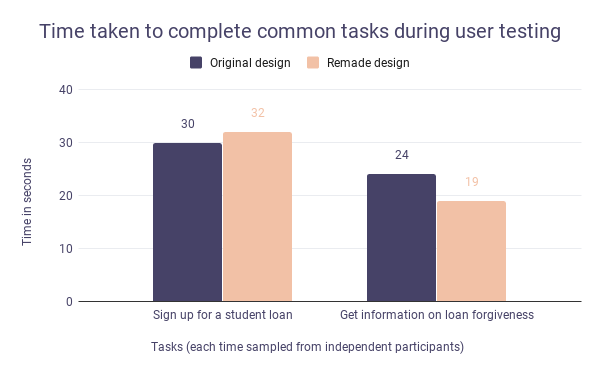 Time taken to complete common tasks during user testing
Original design Remade design
40
30
20
10
0
Time in seconds
30
32
24
19
Sign up for a student loan
Get information on loan forgiveness
Tasks (each time sampled from independent participants)